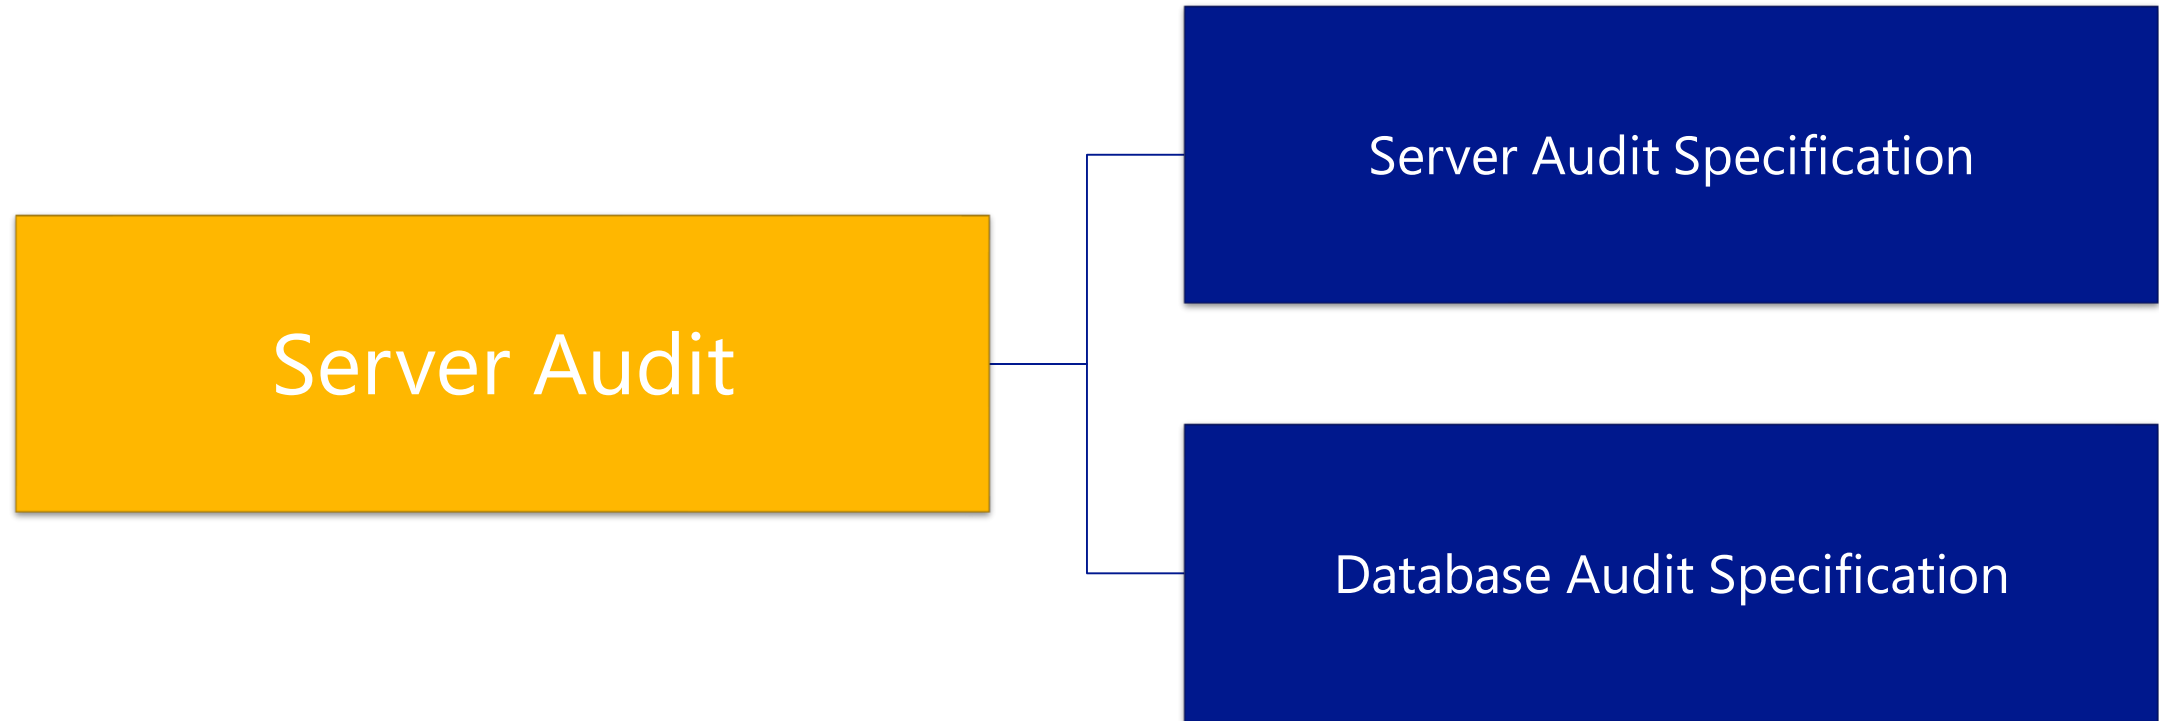 Server Audit
Server Audit Specification
Database Audit Specification